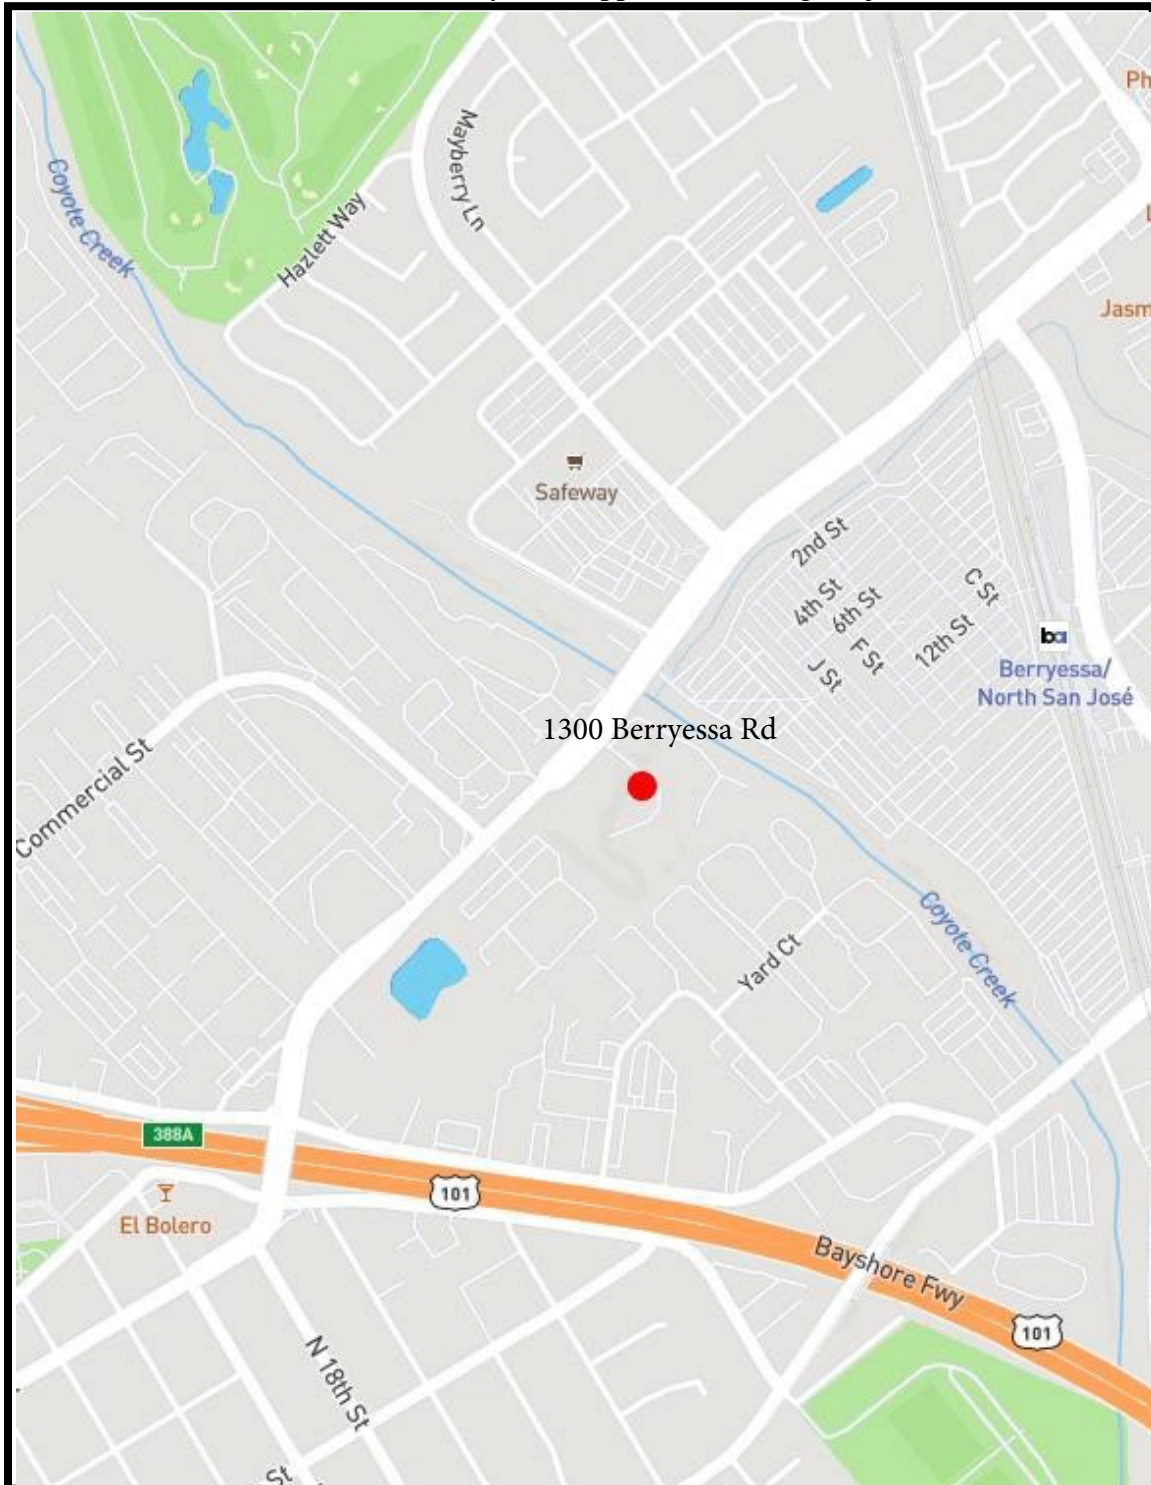 Ph
Mayberry Ln
Coyote Creek
Hazlett Way
L
Jasm
Safeway
2nd St
4th St
6th St
C St
F St
12th St
J St
ba
Berryessa/
North San José
1300 Berryessa Rd
Commercial St
Coyote Creek
Yard Ct
388A
101
El Bolero
Bayshore Fwy
101
N 18th St
St